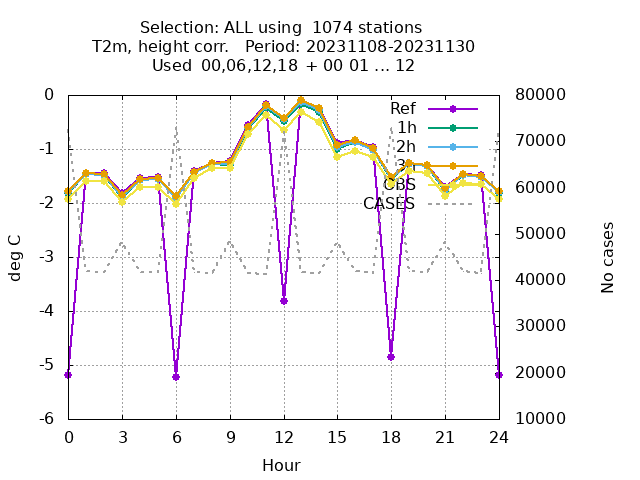 Selection: ALL using  1074 stations
T2m, height corr.   Period: 20231108-20231130
Used  00,06,12,18 + 00 01 ... 12
0
-1
-2
-3
-4
-5
-6
deg C
80000
70000
60000
50000
40000
30000
20000
10000
No cases
Ref
1h
2h
3h
CBS
CASES
0 3 6 9 12 15 18 21 24
Hour